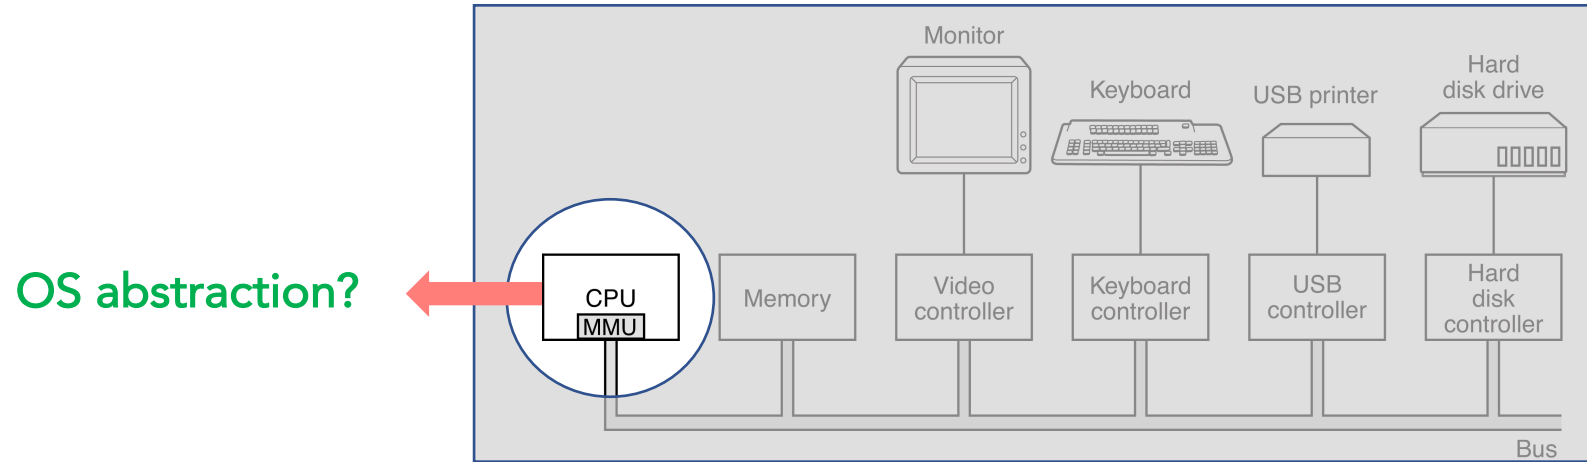 OS abstraction?
Monitor
Keyboard
USB printer
Hard
disk drive
CPU
MMU
Memory
Video
controller
Keyboard
controller
USB
controller
Hard
disk
controller
Bus